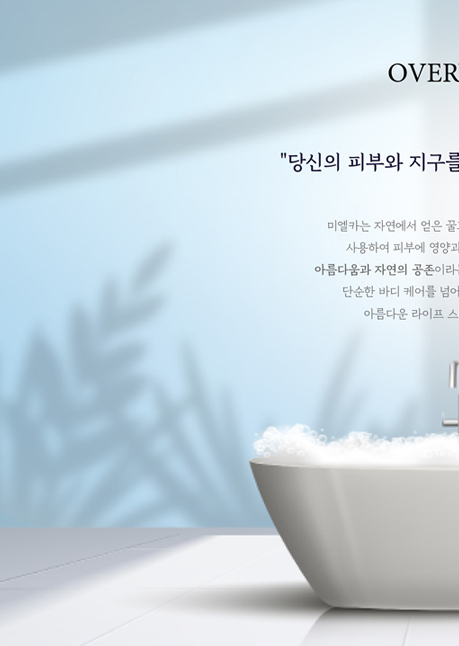 OVER
"당신의 피부와 지구를
미엘카는 자연에서 얻은 꿀
사용하여 피부에 영양과
아름다움과 자연의 공존이라
단순한 바디 케어를 넘어
아름다운 라이프 스